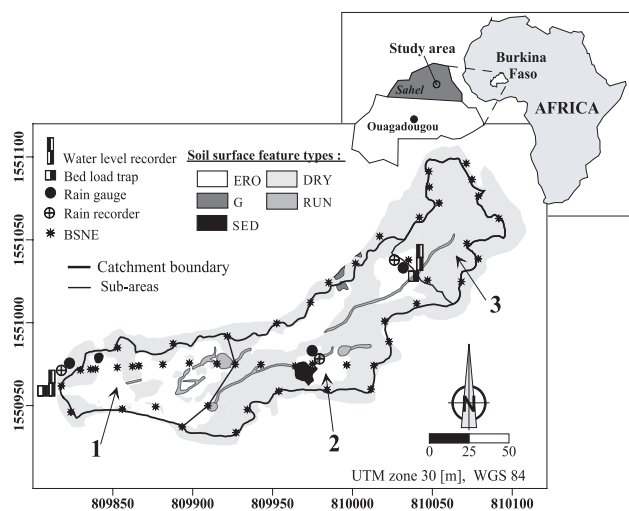 Study area
Sahel
Ouagadougou
Burkina
Faso
AFRICA
Water level recorder
Bed load trap
Rain gauge
Rain recorder
BSNE
Catchment boundary
Sub-areas
Soil surface feature types :
ERO
DRY
G
RUN
SED
1551100
1551050
1551000
1550950
1
2
3
N
0
25
50
UTM zone 30 [m], WGS 84
809850
809900
809950
810000
810050
810100